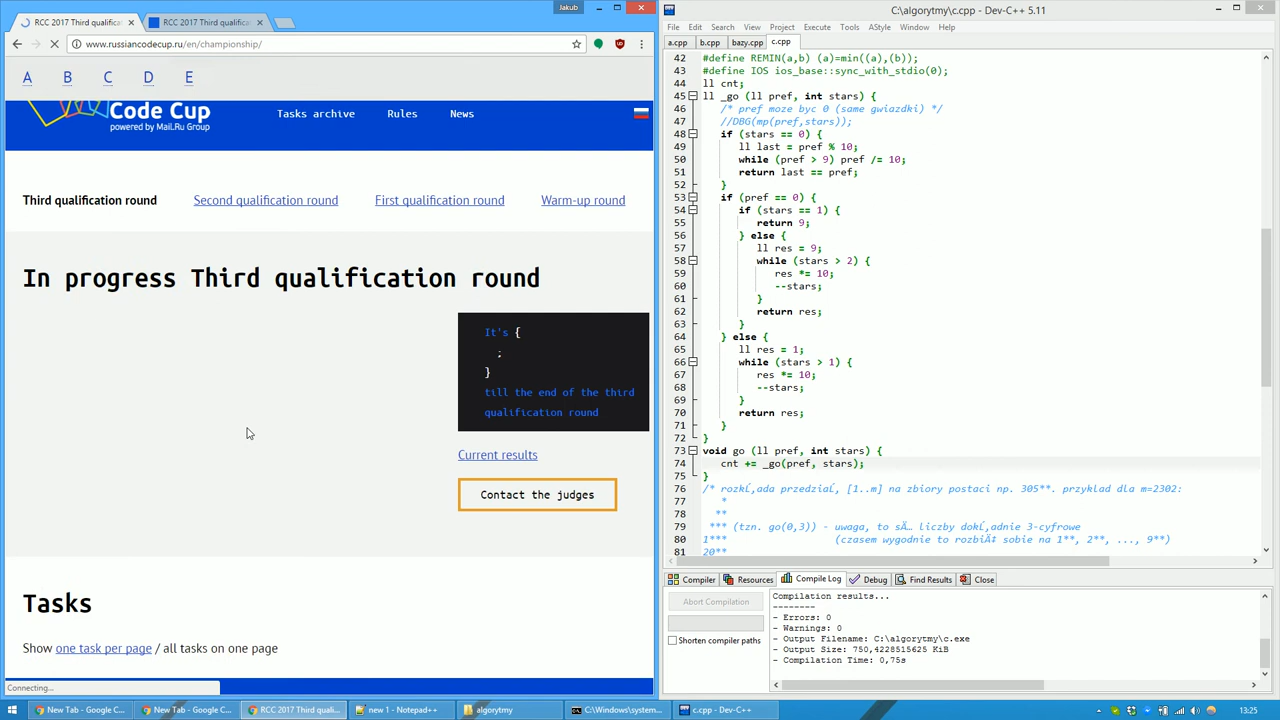 RCC 2017 Third qualifica
RCC 2017 Third qualifica
Jakub
www.russiancodecup.ru/en/championship/
A B C D E
Code Cup
powered by Mail.Ru Group
Tasks archive Rules News
Third qualification round Second qualification round First qualification round Warm-up round
In progress Third qualification round
It's {
;
}
till the end of the third
qualification round
Current results
Contact the judges
Tasks
Show one task per page / all tasks on one page
Connecting...
C:\algorytmy\c.cpp - Dev-C++ 5.11
File Edit Search View Project Execute Tools AStyle Window Help
a.cpp b.cpp bazy.cpp c.cpp
42 #define REMIN(a,b) (a)=min((a),(b));
43 #define IOS ios_base::sync_with_stdio(0);
44 ll cnt;
45 ll _go (ll pref, int stars) {
46 /* pref moze byc 0 (same gwiazdki) */
47 //DBG(mp(pref,stars));
48 if (stars == 0) {
49 ll last = pref % 10;
50 while (pref > 9) pref /= 10;
51 return last == pref;
52 }
53 if (pref == 0) {
54 if (stars == 1) {
55 return 9;
56 } else {
57 ll res = 9;
58 while (stars > 2) {
59 res *= 10;
60 --stars;
61 }
62 return res;
63 }
64 } else {
65 ll res = 1;
66 while (stars > 1) {
67 res *= 10;
68 --stars;
69 }
70 return res;
71 }
72 }
73 void go (ll pref, int stars) {
74 cnt += _go(pref, stars);
75 }
76 /* rozkĹ‚ada przedziaĹ‚ [1..m] na zbiory postaci np. 305**. przyklad dla m=2302:
77 *
78 **
79 *** (tzn. go(0,3)) - uwaga, to sÄ… liczby dokĹ‚adnie 3-cyfrowe
80 1*** (czasem wygodnie to rozbiÄ‡ sobie na 1**, 2**, ..., 9**)
81 20**
Compiler Resources Compile Log Debug Find Results Close
Abort Compilation
Shorten compiler paths
Compilation results...
--------
- Errors: 0
- Warnings: 0
- Output Filename: C:\algorytmy\c.exe
- Output Size: 750,4228515625 KiB
- Compilation Time: 0,75s
New Tab - Google C... New Tab - Google C... RCC 2017 Third quali... new 1 - Notepad++ algorytmy C:\Windows\system... c.cpp - Dev-C++ 13:25